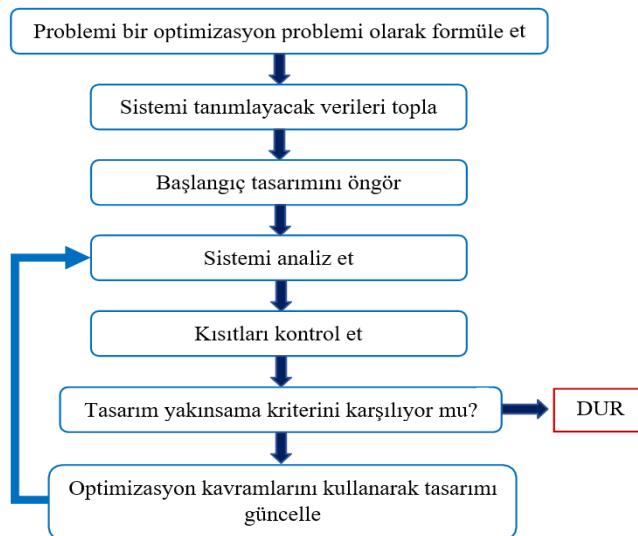 Problemi bir optimizasyon problemi olarak formüle et
Sistemi tanımlayacak verileri topla
Başlangıç tasarımını öngör
Sistemi analiz et
Kısıtları kontrol et
Tasarım yakınsama kriterini karşılıyor mu?
DUR
Optimizasyon kavramlarını kullanarak tasarımı
güncelle